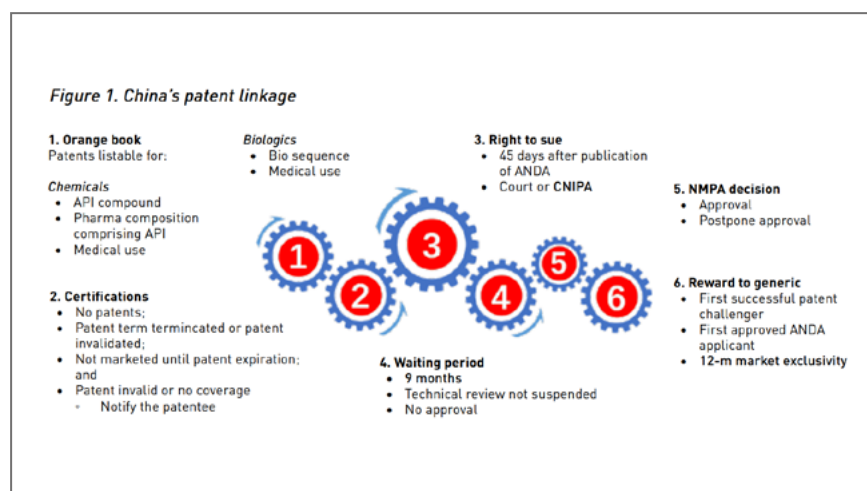 Figure 1. China's patent linkage
1. Orange book
Patents listable for:
Chemicals
• API compound
• Pharma composition
comprising API
• Medical use
Biologics
• Bio sequence
• Medical use
2. Certifications
• No patents;
• Patent term termincated or patent
invalidated;
• Not marketed until patent expiration;
and
• Patent invalid or no coverage
◦ Notify the patentee
3. Right to sue
• 45 days after publication
of ANDA
• Court or CNIPA
4. Waiting period
• 9 months
• Technical review not suspended
• No approval
5. NMPA decision
• Approval
• Postpone approval
6. Reward to generic
• First successful patent
challenger
• First approved ANDA
applicant
• 12-m market exclusivity
1
2
3
4
5
6